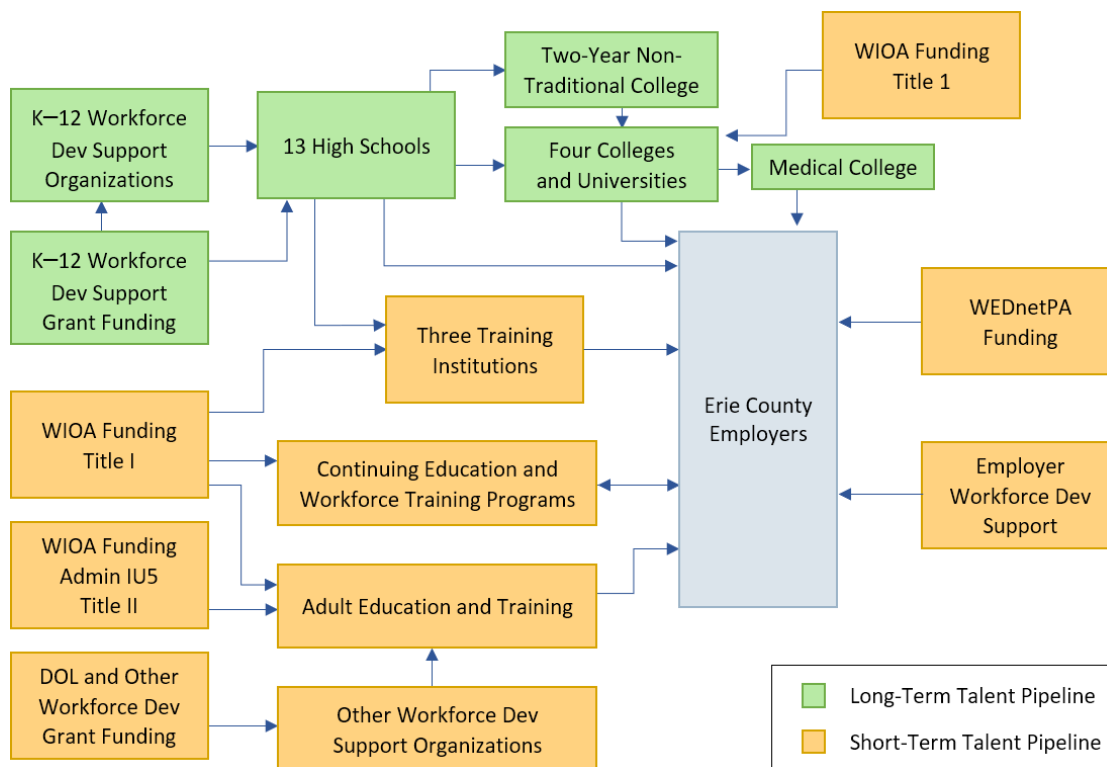 Two-Year Non-
Traditional College
WIOA Funding
Title 1
K–12 Workforce
Dev Support
Organizations
13 High Schools
Four Colleges
and Universities
Medical College
K–12 Workforce
Dev Support
Grant Funding
Three Training
Institutions
WEDnetPA
Funding
Erie County
Employers
WIOA Funding
Title I
Continuing Education and
Workforce Training Programs
Employer
Workforce Dev
Support
WIOA Funding
Admin IU5
Title II
Adult Education and Training
DOL and Other
Workforce Dev
Grant Funding
Other Workforce Dev
Support Organizations
Long-Term Talent Pipeline
Short-Term Talent Pipeline